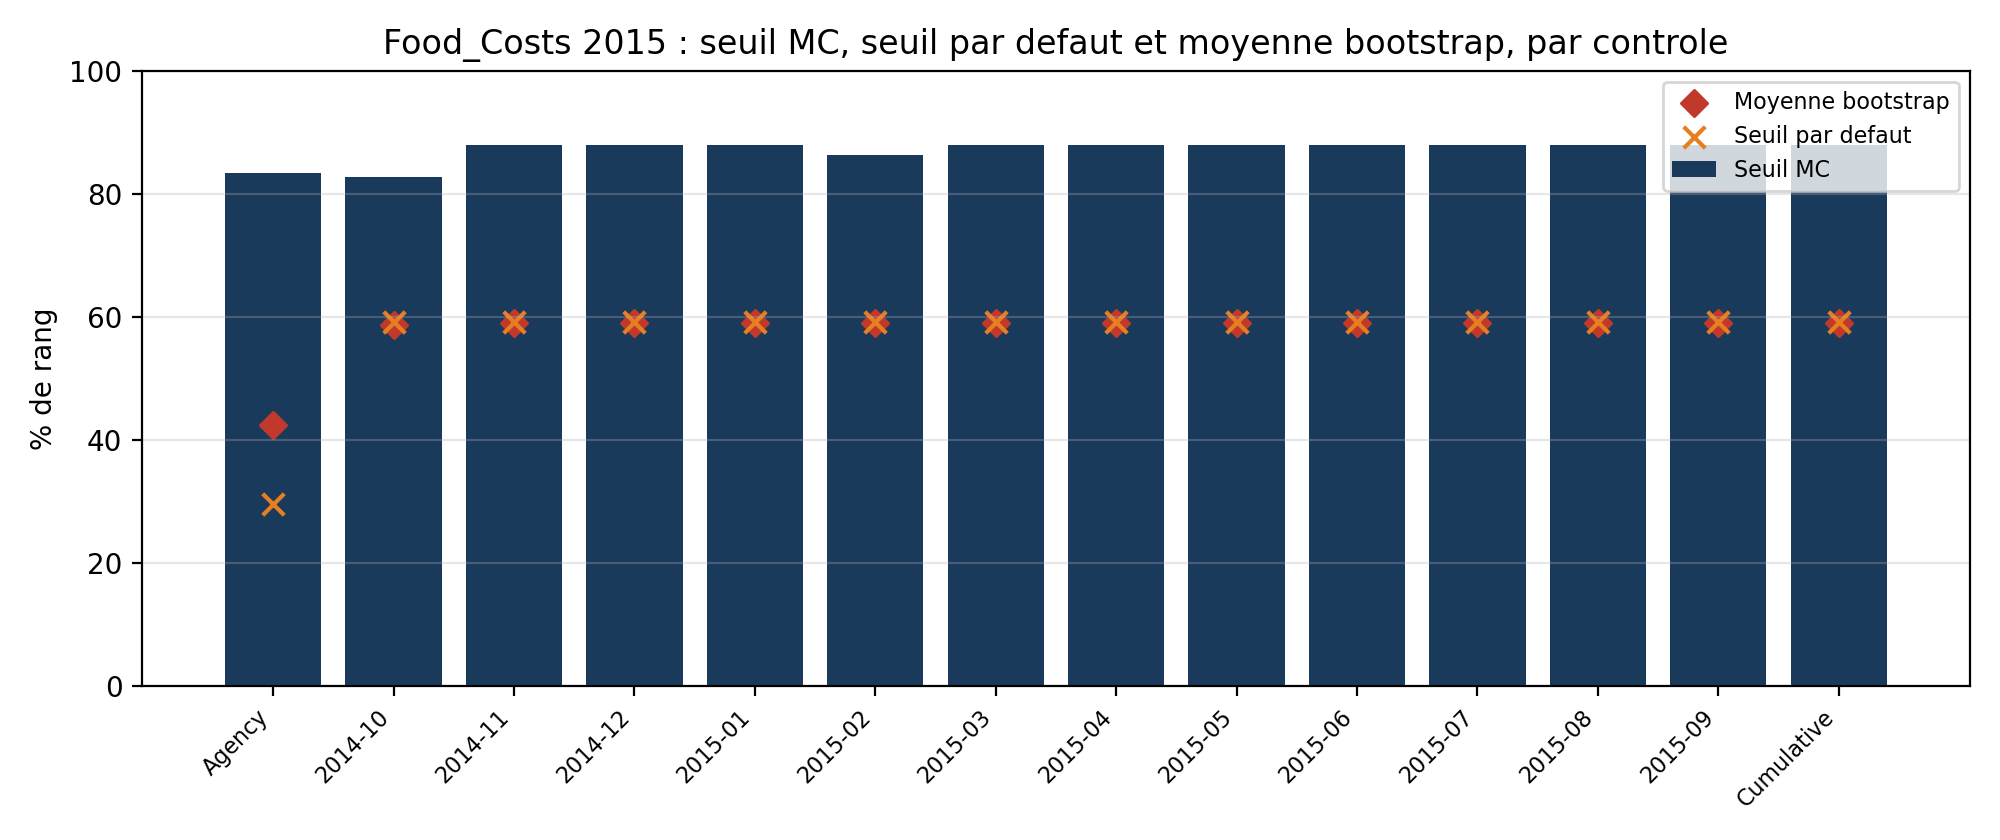 Food_Costs 2015 : seuil MC, seuil par defaut et moyenne bootstrap, par controle
% de rang
100
80
60
40
20
0
Moyenne bootstrap
Seuil par defaut
Seuil MC
Agency
2014-10
2014-11
2014-12
2015-01
2015-02
2015-03
2015-04
2015-05
2015-06
2015-07
2015-08
2015-09
Cumulative